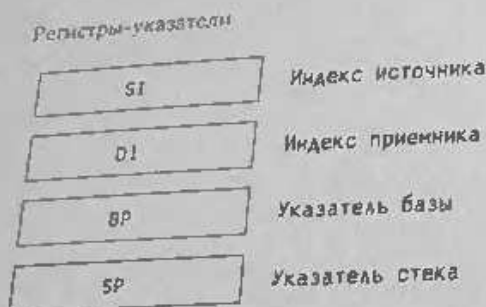 Регистры-указатели
SI Индекс источника
DI Индекс приемника
BP Указатель базы
SP Указатель стека